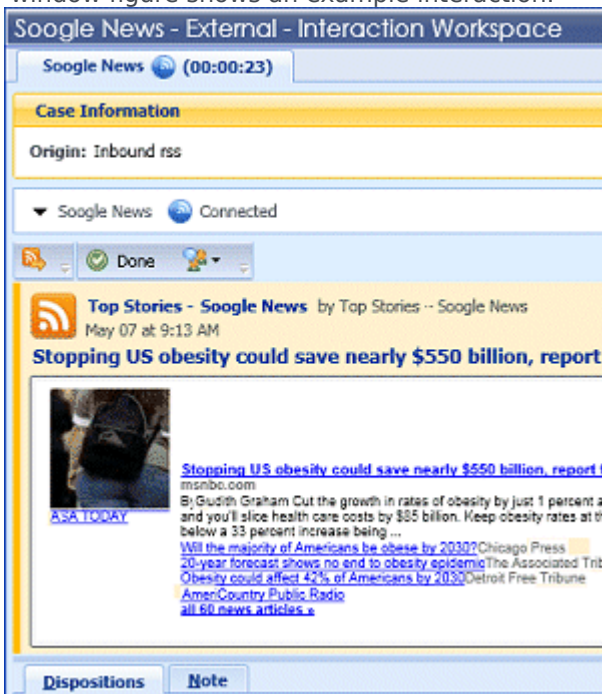 window figure shows an example interaction.
Soogle News - External - Interaction Workspace
Soogle News (00:00:23)
Case Information
Origin: Inbound rss
Soogle News Connected
Done
Top Stories - Soogle News by Top Stories -- Soogle News
May 07 at 9:13 AM
Stopping US obesity could save nearly $550 billion, report
Stopping US obesity could save nearly $550 billion, report
msnbc.com
By Gudith Graham Cut the growth in rates of obesity by just 1 percent a
ASA TODAY
and you'll slice health care costs by $85 billion. Keep obesity rates at
below a 33 percent increase being ...
Will the majority of Americans be obese by 2030? Chicago Press
20-year forecast shows no end to obesity epidemic The Associated Trib
Obesity could affect 42% of Americans by 2030 Detroit Free Tribune
AmeriCountry Public Radio
all 60 news articles »
Dispositions Note